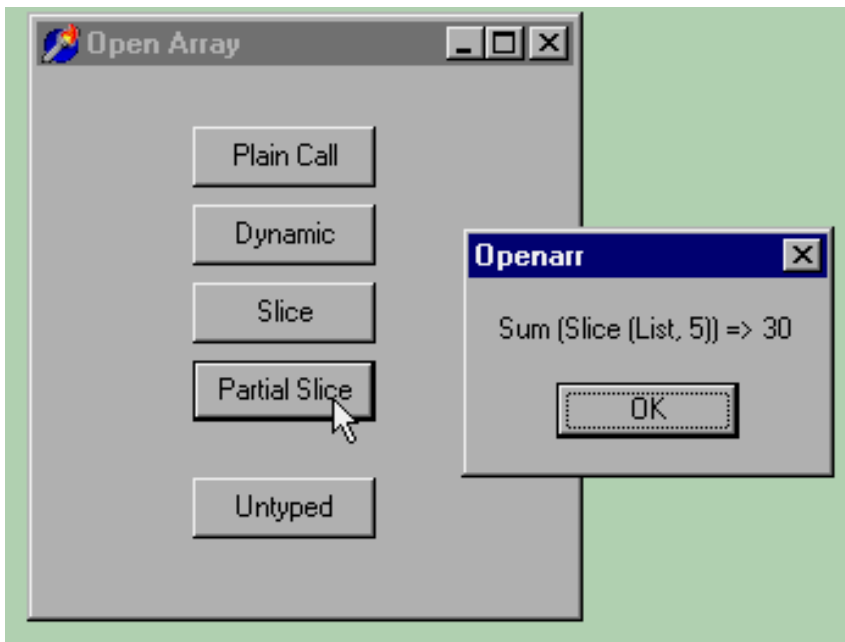 Open Array
Plain Call
Dynamic
Slice
Partial Slice
Untyped
Openarr
Sum (Slice (List, 5)) => 30
OK